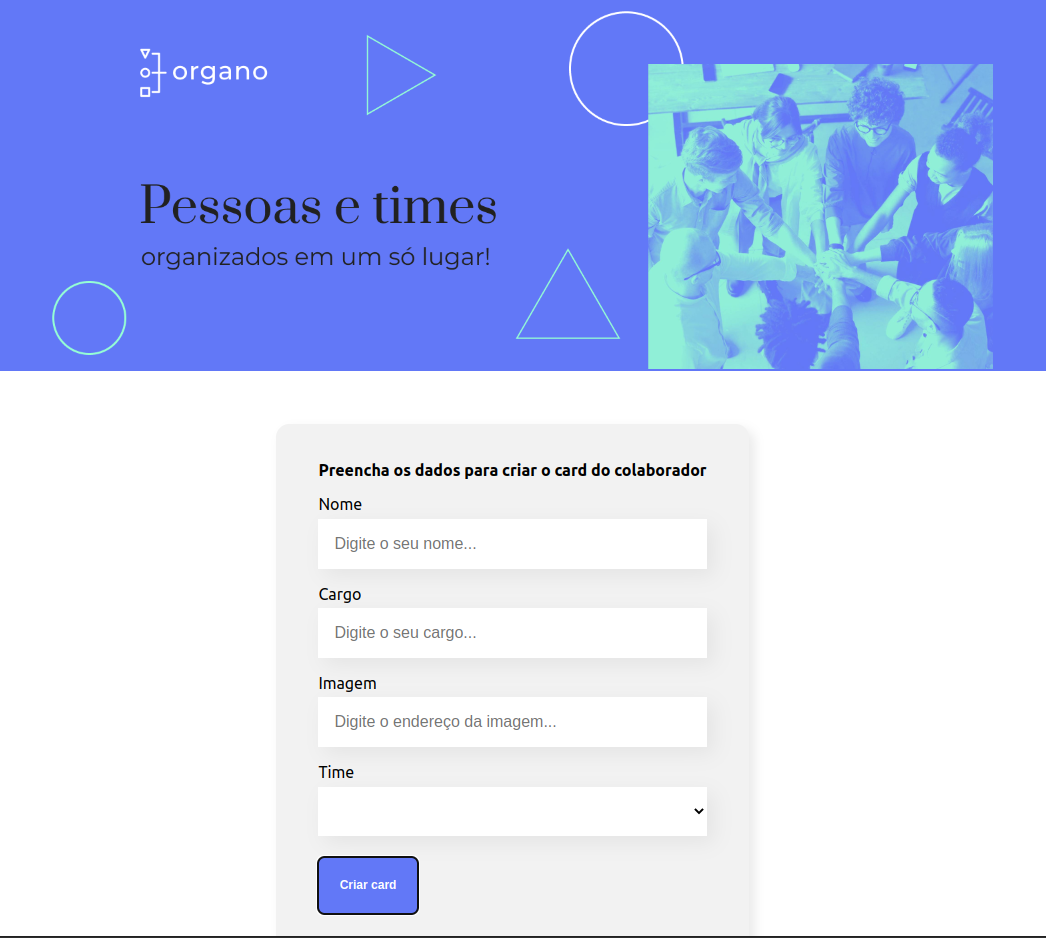 organo
Pessoas e times
organizados em um só lugar!
Preencha os dados para criar o card do colaborador
Nome
Digite o seu nome...
Cargo
Digite o seu cargo...
Imagem
Digite o endereço da imagem...
Time
Criar card